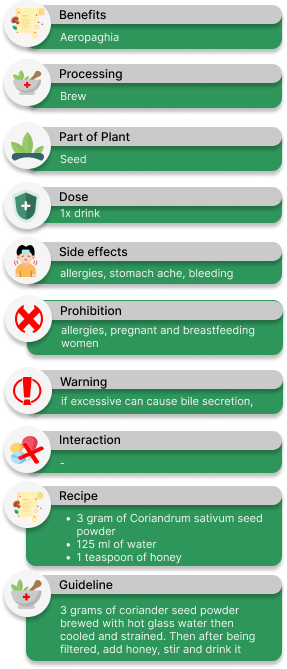 Benefits
Aeropaghia
Processing
Brew
Part of Plant
Seed
Dose
1x drink
Side effects
allergies, stomach ache, bleeding
Prohibition
allergies, pregnant and breastfeeding
women
Warning
if excessive can cause bile secretion,
Interaction
-
Recipe
• 3 gram of Coriandrum sativum seed
powder
• 125 ml of water
• 1 teaspoon of honey
Guideline
3 grams of coriander seed powder
brewed with hot glass water then
cooled and strained. Then after being
filtered, add honey, stir and drink it